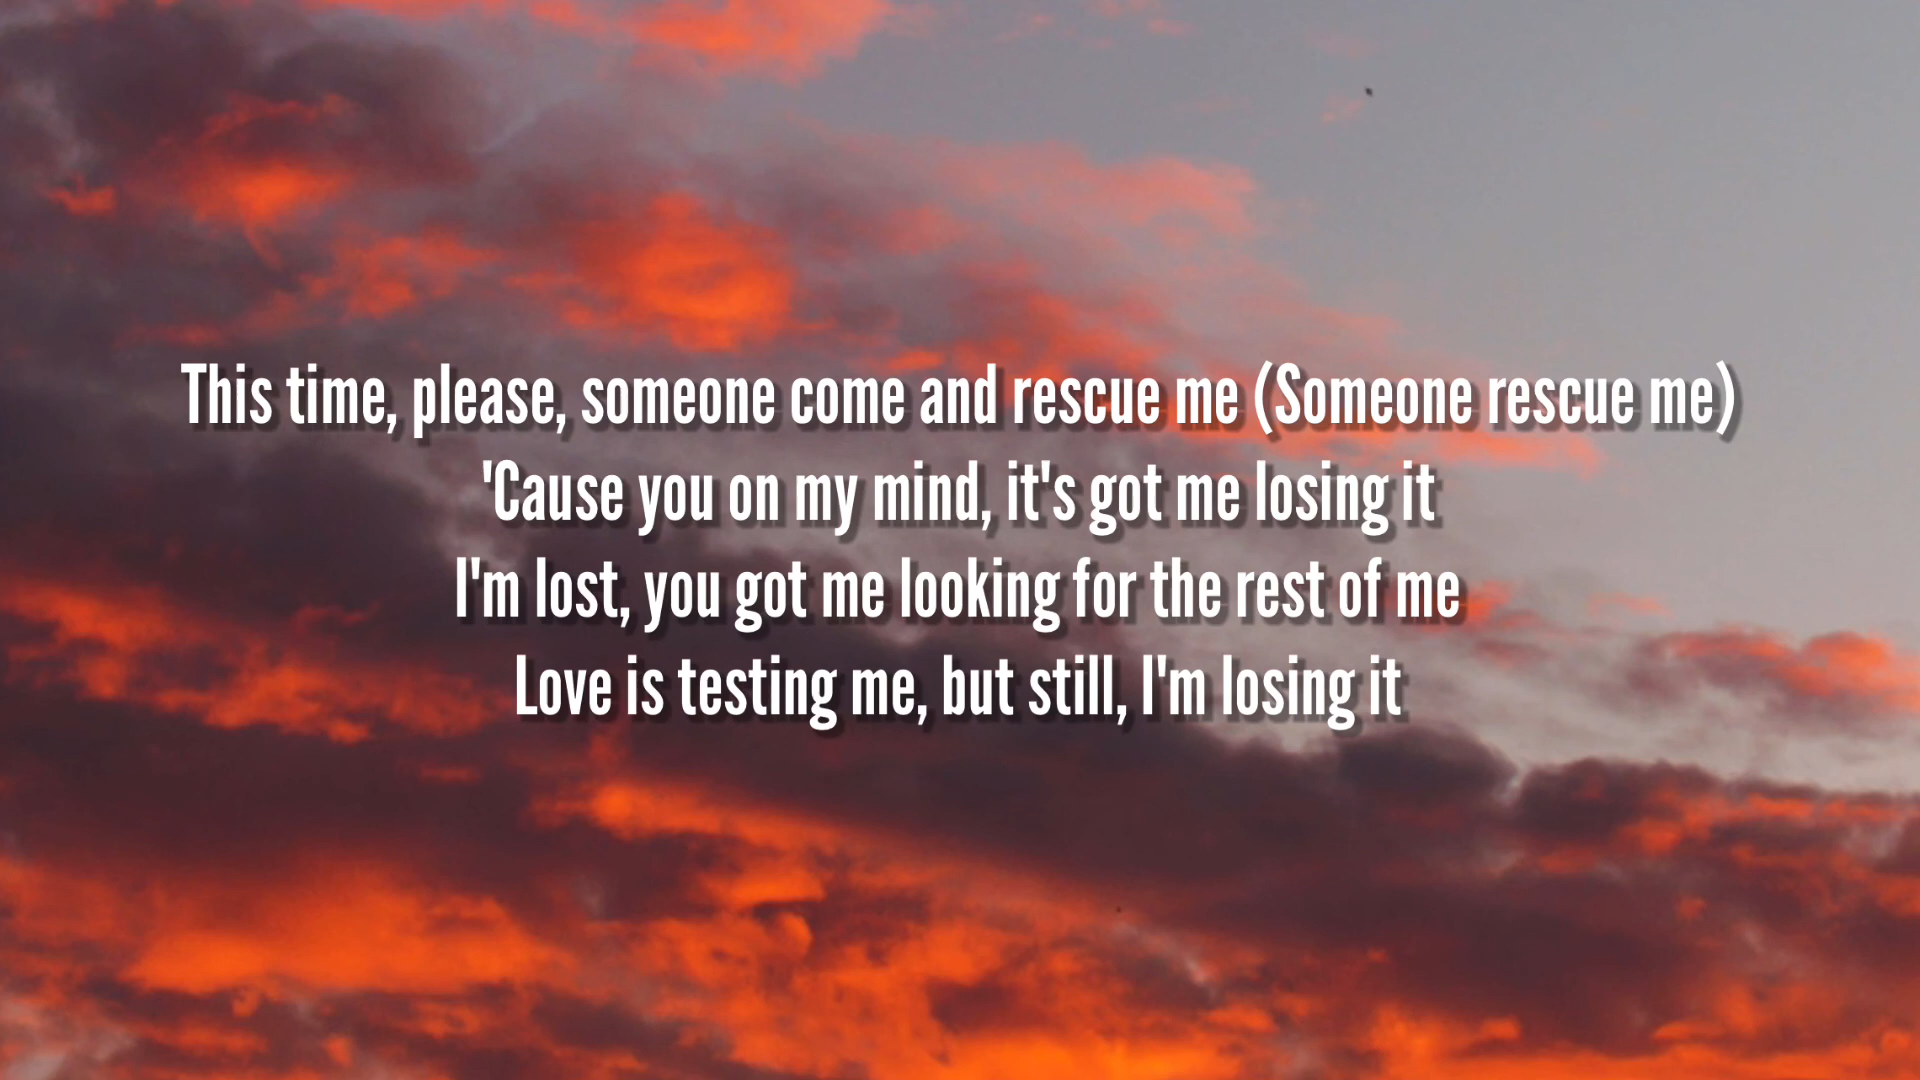 This time, please, someone come and rescue me (Someone rescue me)
'Cause you on my mind, it's got me losing it
I'm lost, you got me looking for the rest of me
Love is testing me, but still, I'm losing it